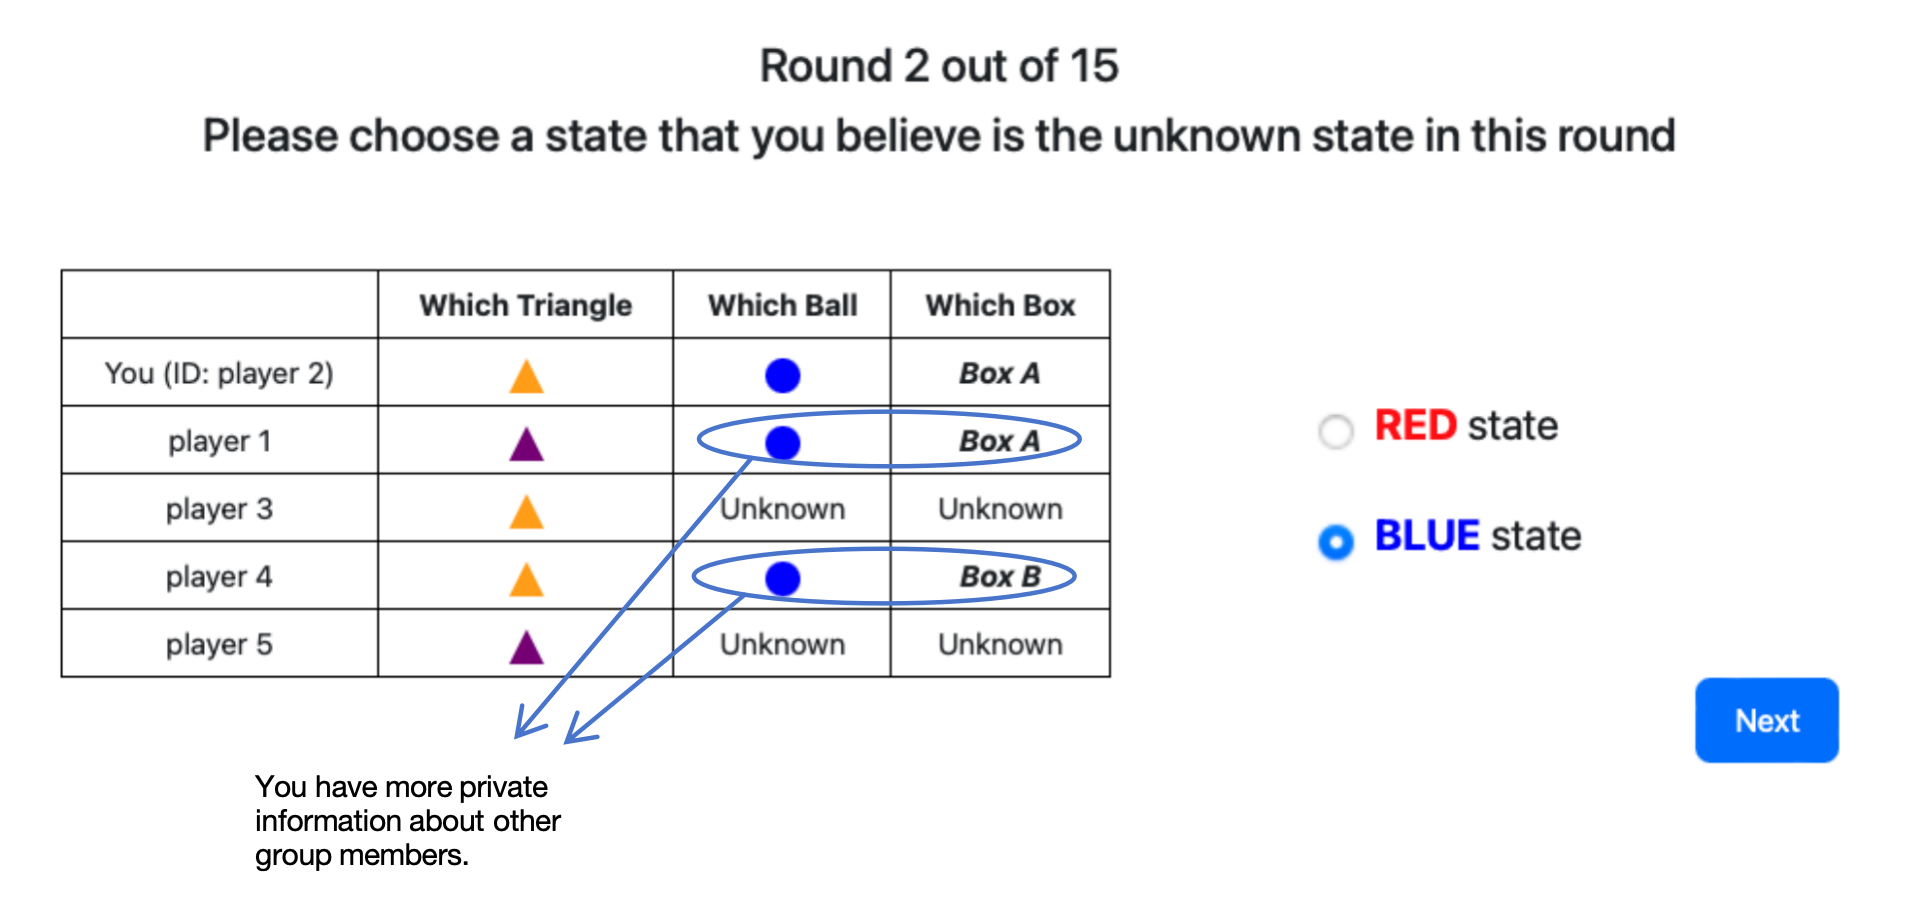 Round 2 out of 15
Please choose a state that you believe is the unknown state in this round
Which Triangle Which Ball Which Box
You (ID: player 2) Box A
player 1 Box A
player 3 Unknown Unknown
player 4 Box B
player 5 Unknown Unknown
RED state
BLUE state
Next
You have more private
information about other
group members.